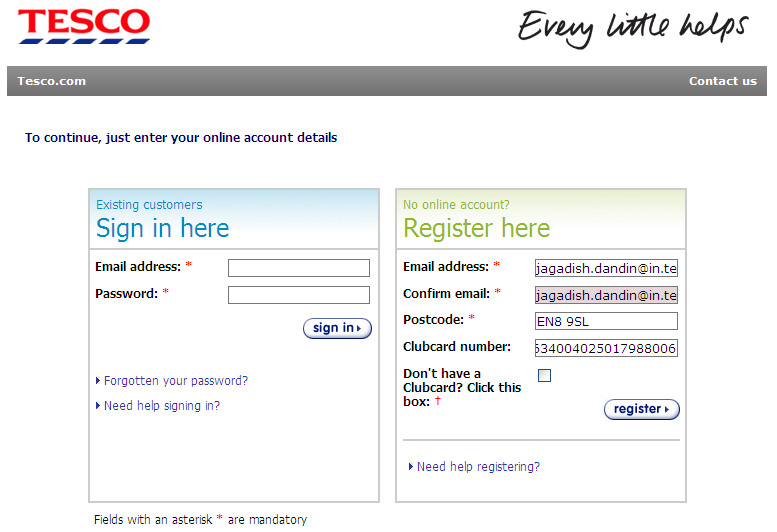 TESCO
Every little helps
Tesco.com
Contact us
To continue, just enter your online account details
Existing customers
Sign in here
Email address: *
Password: *
sign in
Forgotten your password?
Need help signing in?
No online account?
Register here
Email address: *
jagadish.dandin@in.te
Confirm email: *
jagadish.dandin@in.te
Postcode: *
EN8 9SL
Clubcard number:
634004025017988006
Don't have a
Clubcard? Click this
box: †
register
Need help registering?
Fields with an asterisk * are mandatory